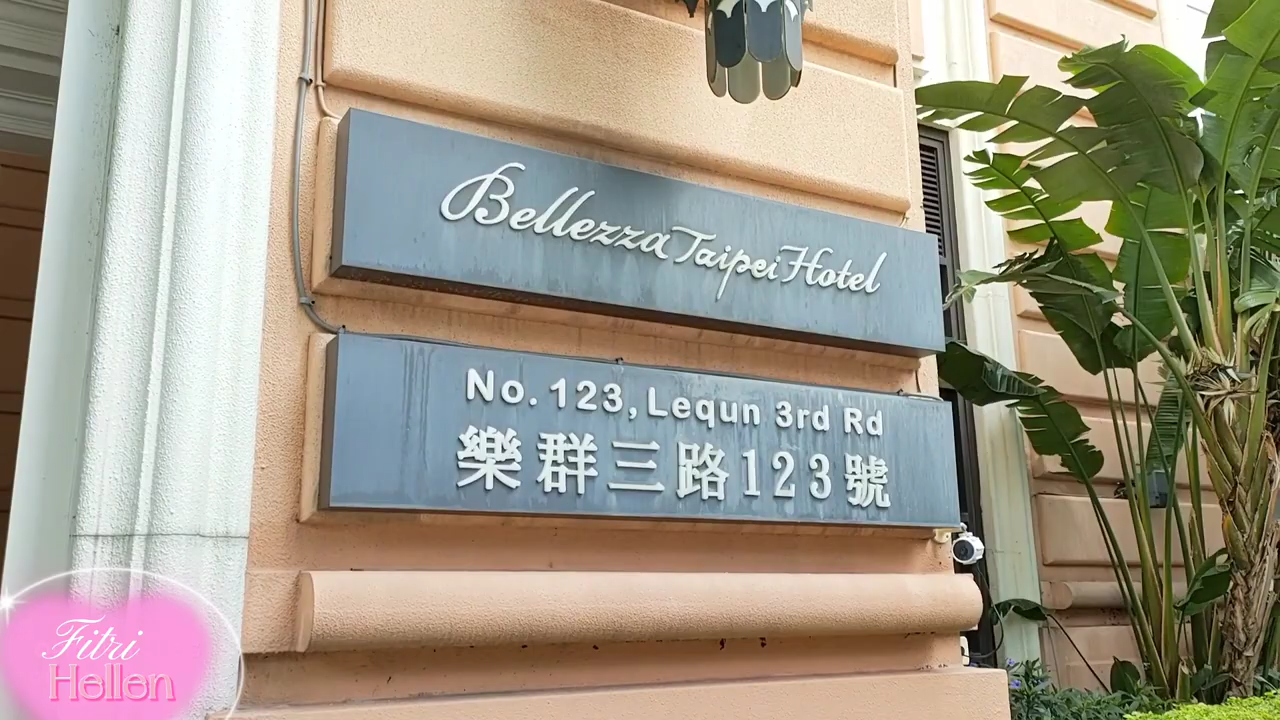 Bellezza Taipei Hotel
No. 123, Lequn 3rd Rd
樂群三路123號
Fitri
Hellen